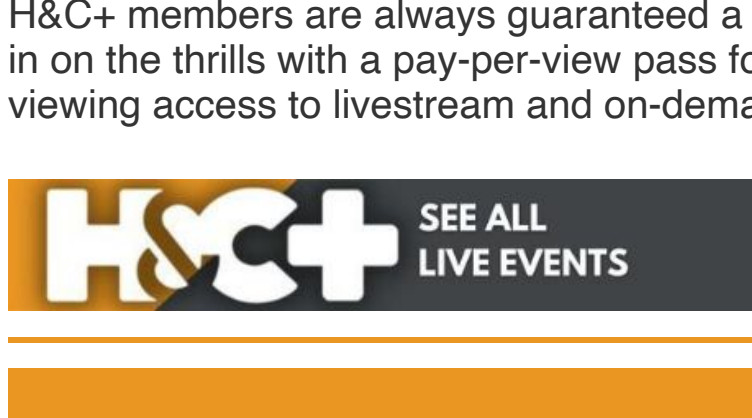 H&C+ members are always guaranteed a
in on the thrills with a pay-per-view pass
viewing access to livestream and
H&C+
SEE ALL
LIVE EVENTS